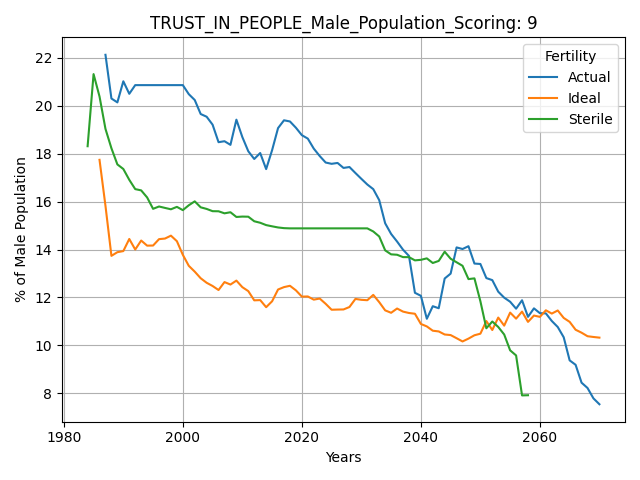 TRUST_IN_PEOPLE_Male_Population_Scoring: 9
Fertility
Actual
Ideal
Sterile
% of Male Population
22
20
18
16
14
12
10
8
1980
2000
2020
2040
2060
Years